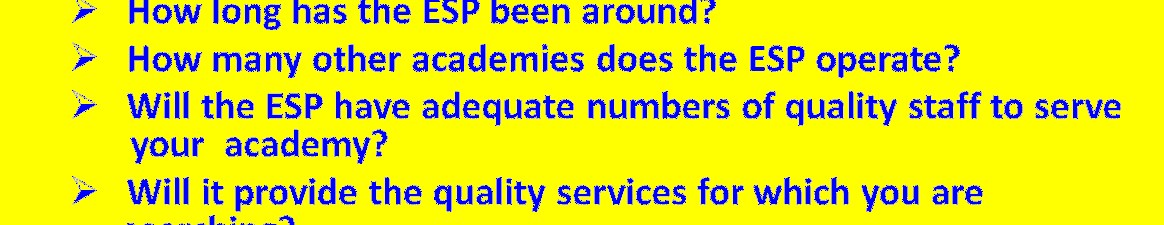 ➢ How long has the ESP been around?
➢ How many other academies does the ESP operate?
➢ Will the ESP have adequate numbers of quality staff to serve
your academy?
➢ Will it provide the quality services for which you are